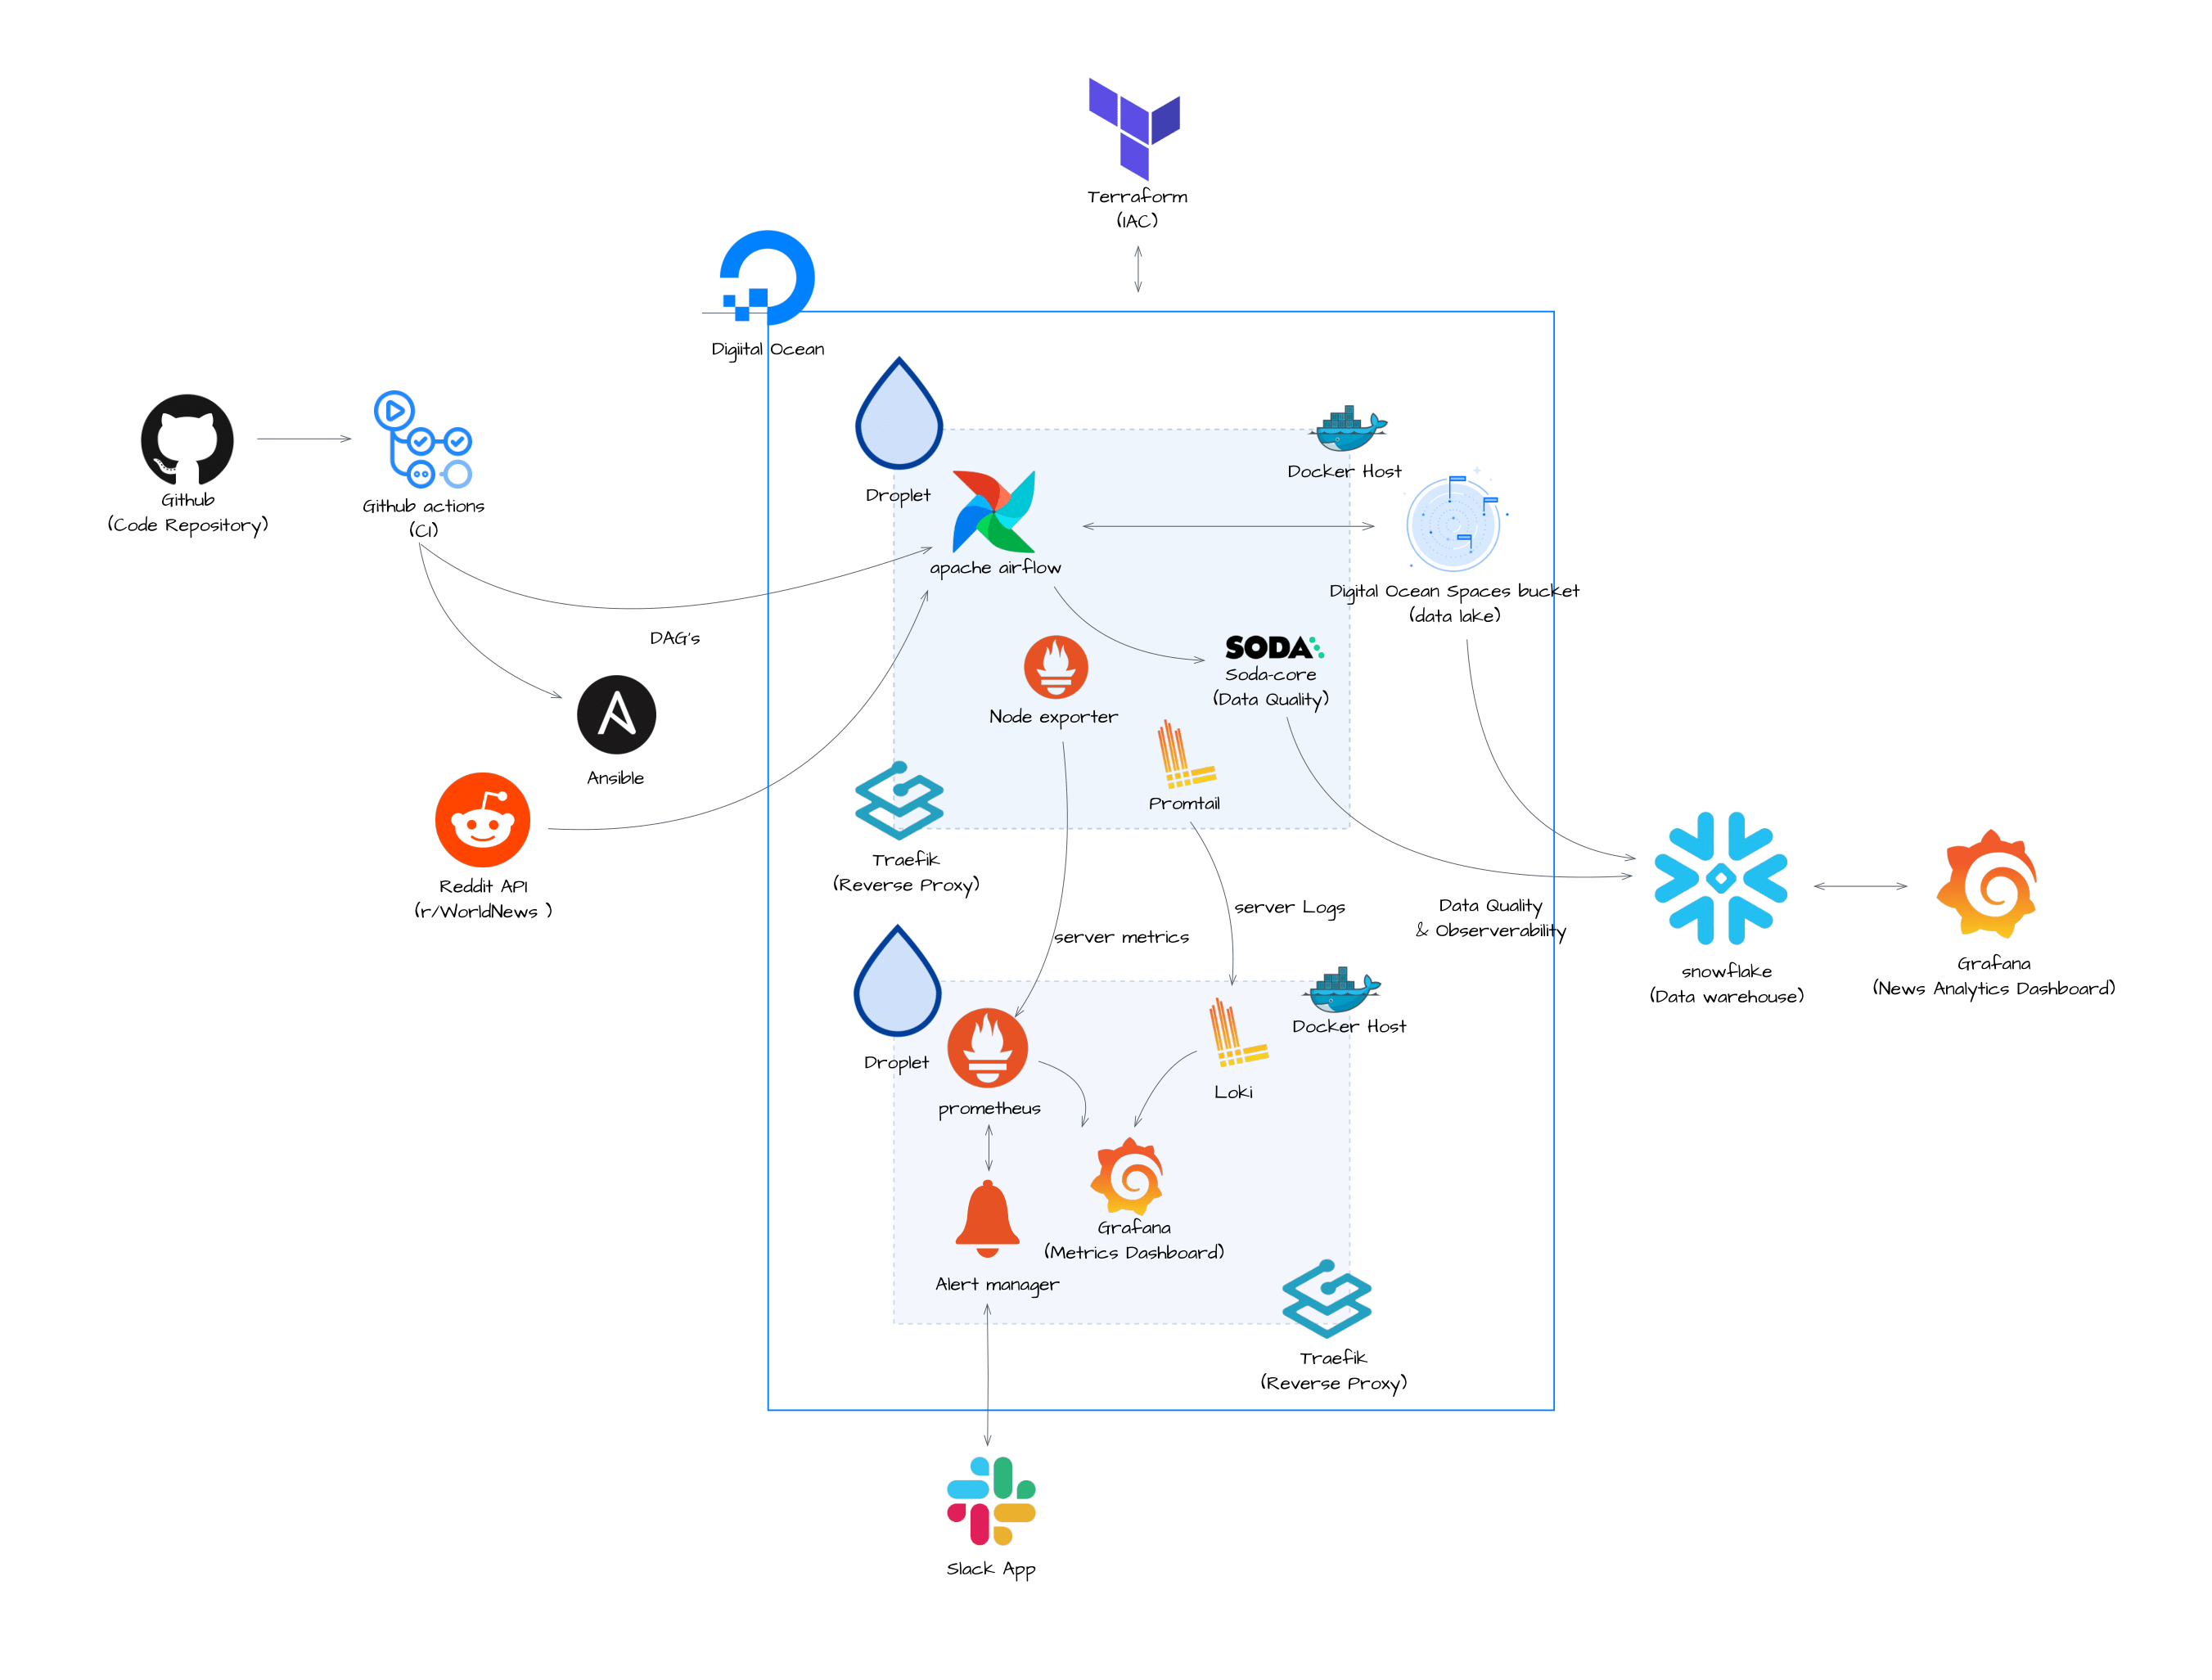 Terraform
(IAC)
Digiital Ocean
Droplet
Docker Host
Github
(Code Repository)
Github actions
(CI)
apache airflow
Digital Ocean Spaces bucket
(data lake)
DAG's
SODA
Soda-core
(Data Quality)
Node exporter
Ansible
Promtail
Traefik
(Reverse Proxy)
Reddit API
(r/WorldNews )
server Logs
server metrics
Data Quality
& Observability
snowflake
(Data warehouse)
Grafana
(News Analytics Dashboard)
Droplet
Docker Host
prometheus
Loki
Grafana
(Metrics Dashboard)
Alert manager
Traefik
(Reverse Proxy)
Slack App